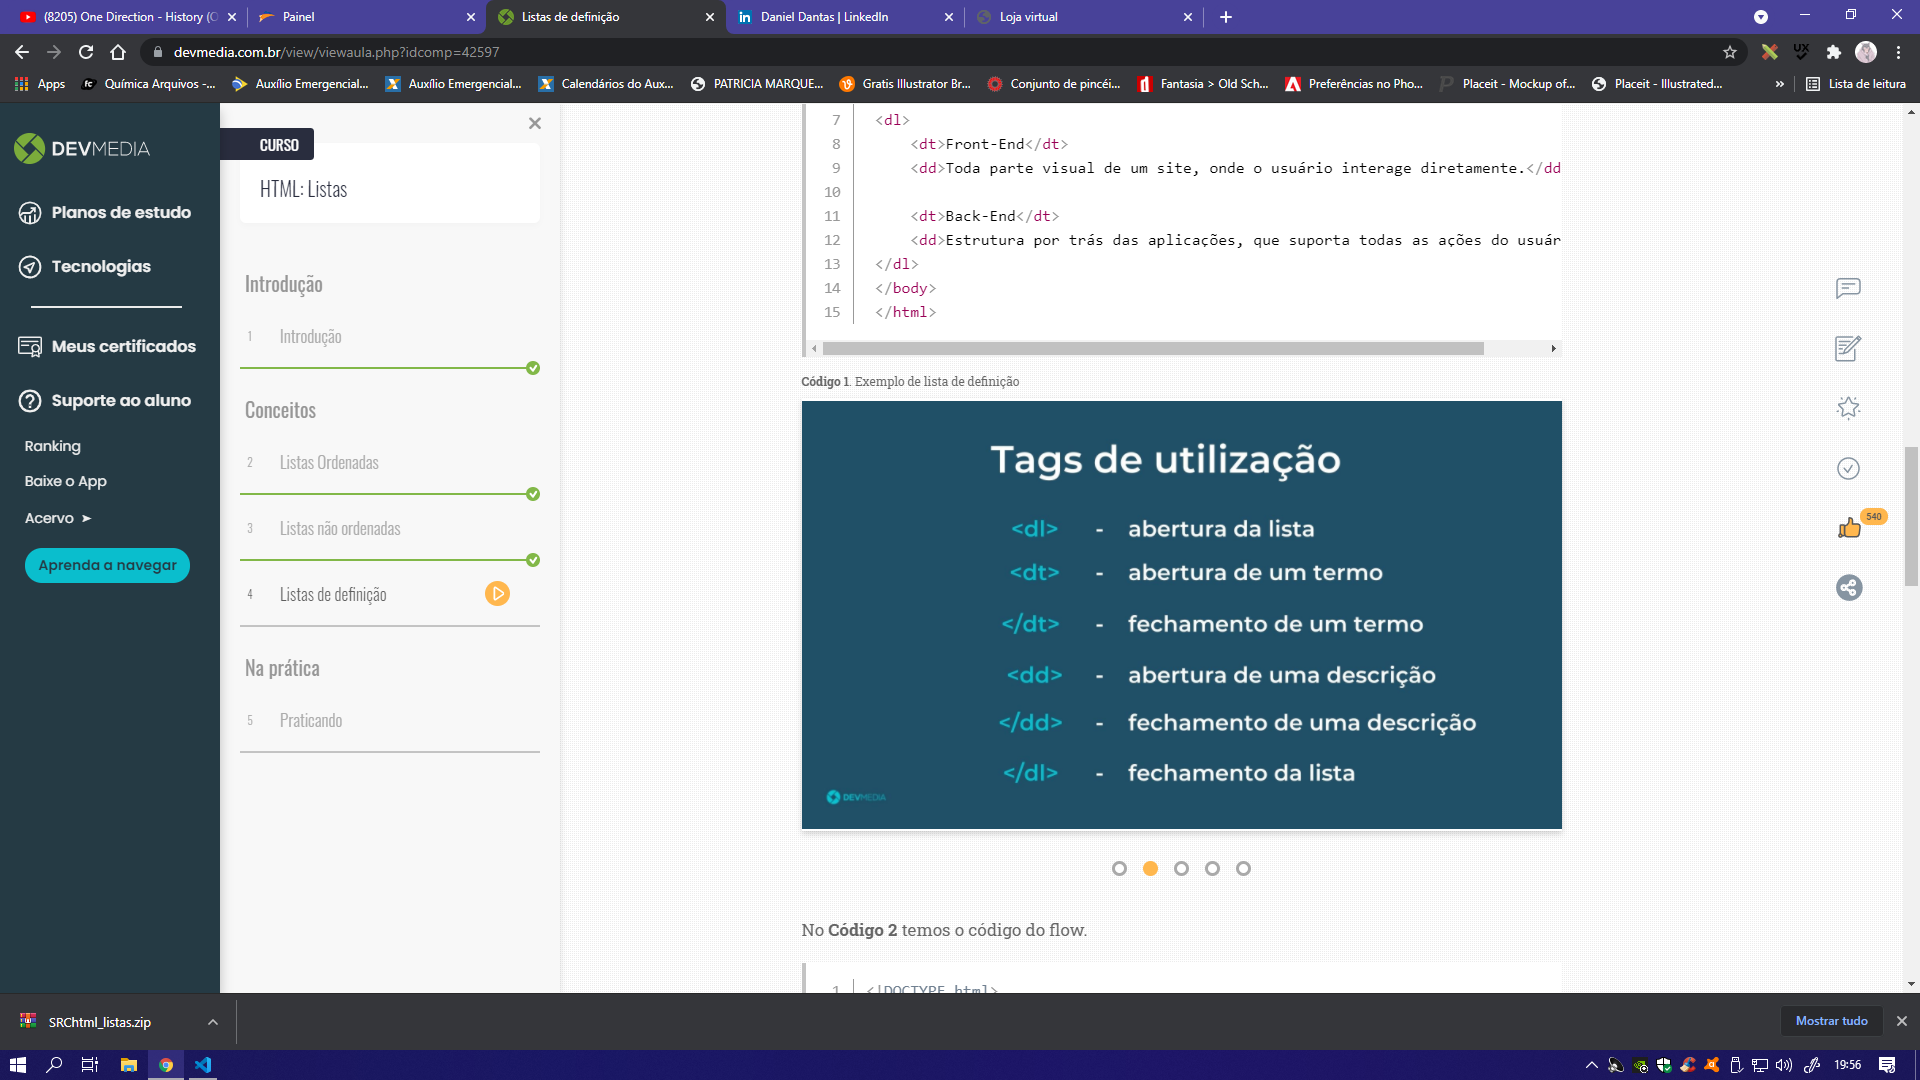 (8205) One Direction - History (O
Painel
Listas de definição
Daniel Dantas | LinkedIn
Loja virtual
devmedia.com.br/view/viewaula.php?idcomp=42597
Apps
Química Arquivos -...
Auxílio Emergencial...
Auxílio Emergencial...
Calendários do Aux...
PATRICIA MARQUE...
Gratis Illustrator Br...
Conjunto de pincéi...
Fantasia > Old Sch...
Preferências no Pho...
Placeit - Mockup of...
Placeit - Illustrated...
»
Lista de leitura
DEVMEDIA
Planos de estudo
Tecnologias
Meus certificados
Suporte ao aluno
Ranking
Baixe o App
Acervo ➤
Aprenda a navegar
CURSO
HTML: Listas
Introdução
1 Introdução
Conceitos
2 Listas Ordenadas
3 Listas não ordenadas
4 Listas de definição
Na prática
5 Praticando
7 <dl>
8 <dt>Front-End</dt>
9 <dd>Toda parte visual de um site, onde o usuário interage diretamente.</dd
10
11 <dt>Back-End</dt>
12 <dd>Estrutura por trás das aplicações, que suporta todas as ações do usuár
13 </dl>
14 </body>
15 </html>
Código 1. Exemplo de lista de definição
Tags de utilização
<dl> - abertura da lista
<dt> - abertura de um termo
</dt> - fechamento de um termo
<dd> - abertura de uma descrição
</dd> - fechamento de uma descrição
</dl> - fechamento da lista
DEVMEDIA
No Código 2 temos o código do flow.
1 <!DOCTYPE html>
540
SRChtml_listas.zip
Mostrar tudo
19:56